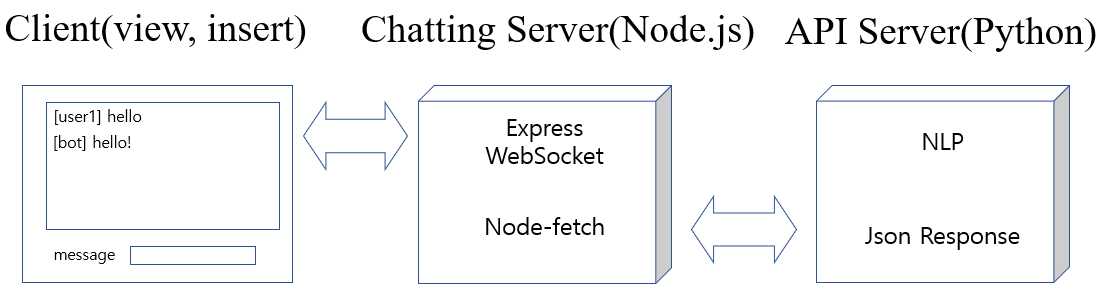 Client(view, insert)
Chatting Server(Node.js)
API Server(Python)
[user1] hello
[bot] hello!
message
Express
WebSocket
Node-fetch
NLP
Json Response